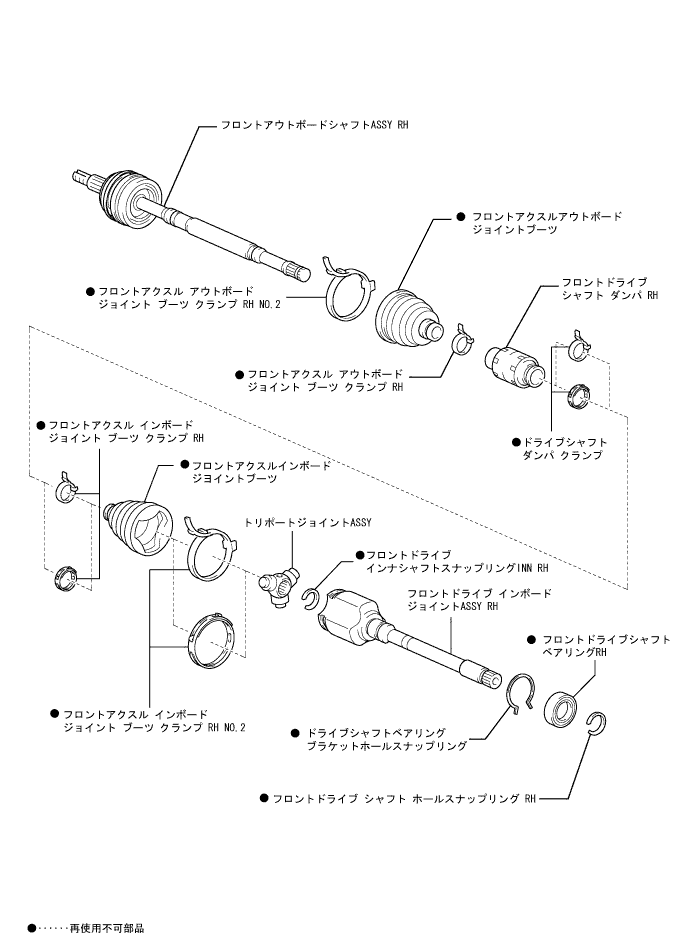 フロントアウトボードシャフトASSY RH
● フロントアクスルアウトボード
ジョイントブーツ
フロントドライブ
シャフト ダンパ RH
● フロントアクスル アウトボード
ジョイント ブーツ クランプ RH NO.2
● フロントアクスル アウトボード
ジョイント ブーツ クランプ RH
●ドライブシャフト
ダンパ クランプ
●フロントアクスル インボード
ジョイント ブーツ クランプ RH
●フロントアクスルインボード
ジヨイントブーツ
トリポートジョイントASSY
●フロントドライブ
インナシャフトスナップリングINN RH
フロントドライブ インボード
ジョイントASSY RH
● フロントドライブシャフト
ベアリングRH
● フロントアクスル インボード
ジョイント ブーツ クランプ RH NO.2
● ドライブシャフトベアリング
ブラケットホールスナップリング
● フロントドライブ シャフト ホールスナップリング RH
●‥‥‥再使用不可部品